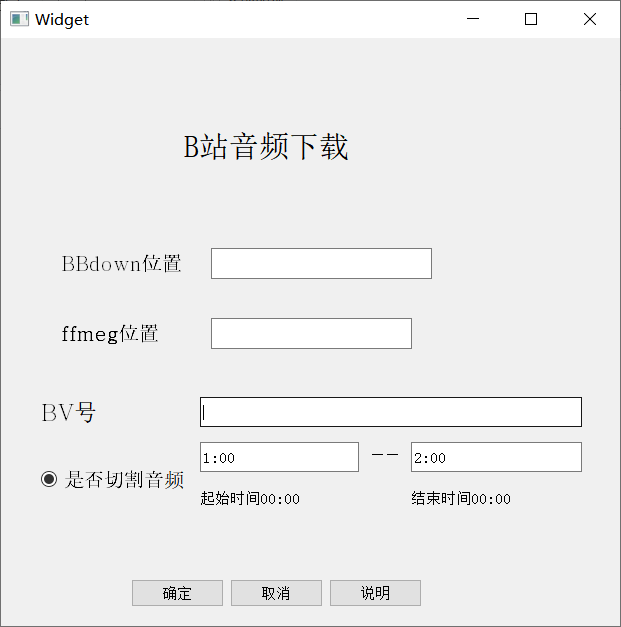 Widget
B站音频下载
BBdown位置
ffmeg位置
BV号
1:00 -- 2:00
是否切割音频
起始时间00:00 结束时间00:00
确定 取消 说明